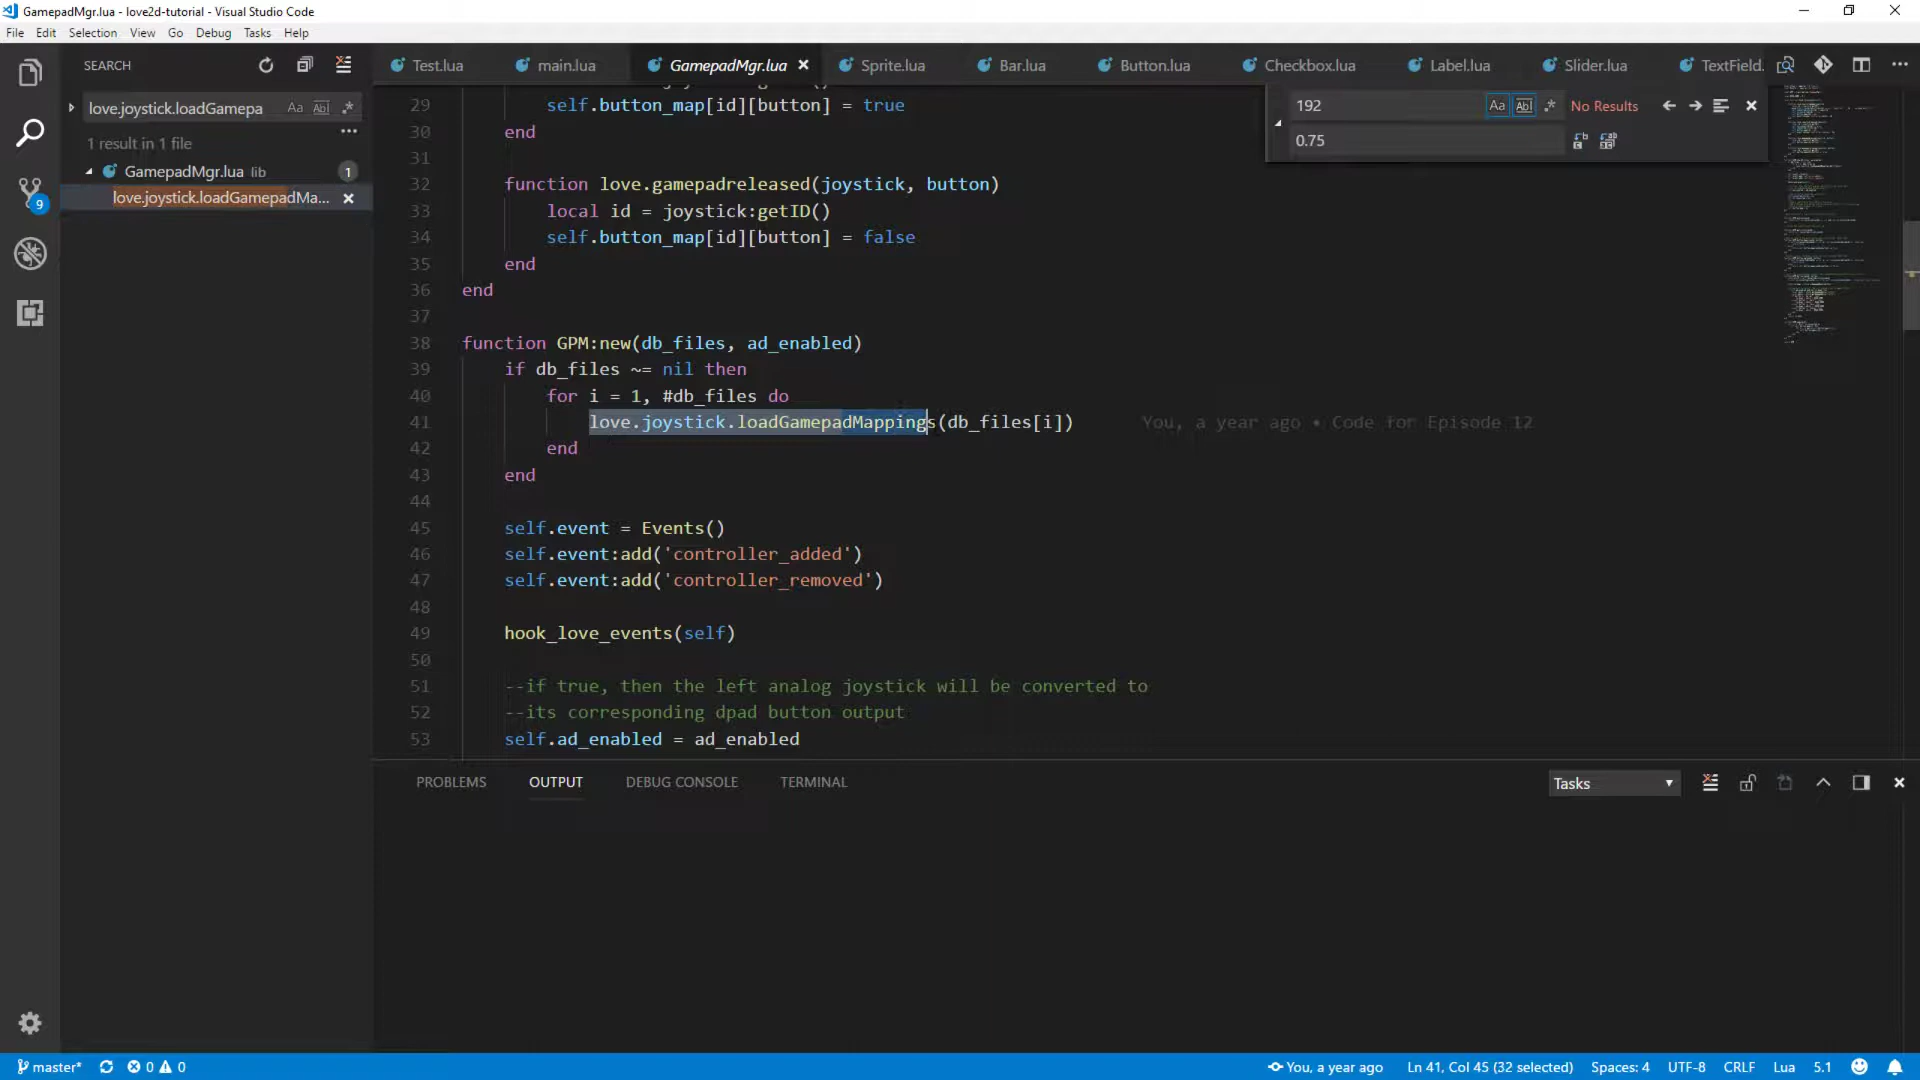 GamepadMgr.lua - love2d-tutorial - Visual Studio Code
File Edit Selection View Go Debug Tasks Help
SEARCH
Test.lua main.lua GamepadMgr.lua Sprite.lua Bar.lua Button.lua Checkbox.lua Label.lua Slider.lua TextField.
love.joystick.loadGamepa Aa Ab| .*
1 result in 1 file
GamepadMgr.lua lib 1
love.joystick.loadGamepadMa...
9
192 Aa Ab| .* No Results
0.75
29 self.button_map[id][button] = true
30 end
31
32 function love.gamepadreleased(joystick, button)
33 local id = joystick:getID()
34 self.button_map[id][button] = false
35 end
36 end
37
38 function GPM:new(db_files, ad_enabled)
39 if db_files ~= nil then
40 for i = 1, #db_files do
41 love.joystick.loadGamepadMappings(db_files[i]) You, a year ago • Code for Episode 12
42 end
43 end
44
45 self.event = Events()
46 self.event:add('controller_added')
47 self.event:add('controller_removed')
48
49 hook_love_events(self)
50
51 --if true, then the left analog joystick will be converted to
52 --its corresponding dpad button output
53 self.ad_enabled = ad_enabled
PROBLEMS OUTPUT DEBUG CONSOLE TERMINAL Tasks
master* 0 0 You, a year ago Ln 41, Col 45 (32 selected) Spaces: 4 UTF-8 CRLF Lua 5.1